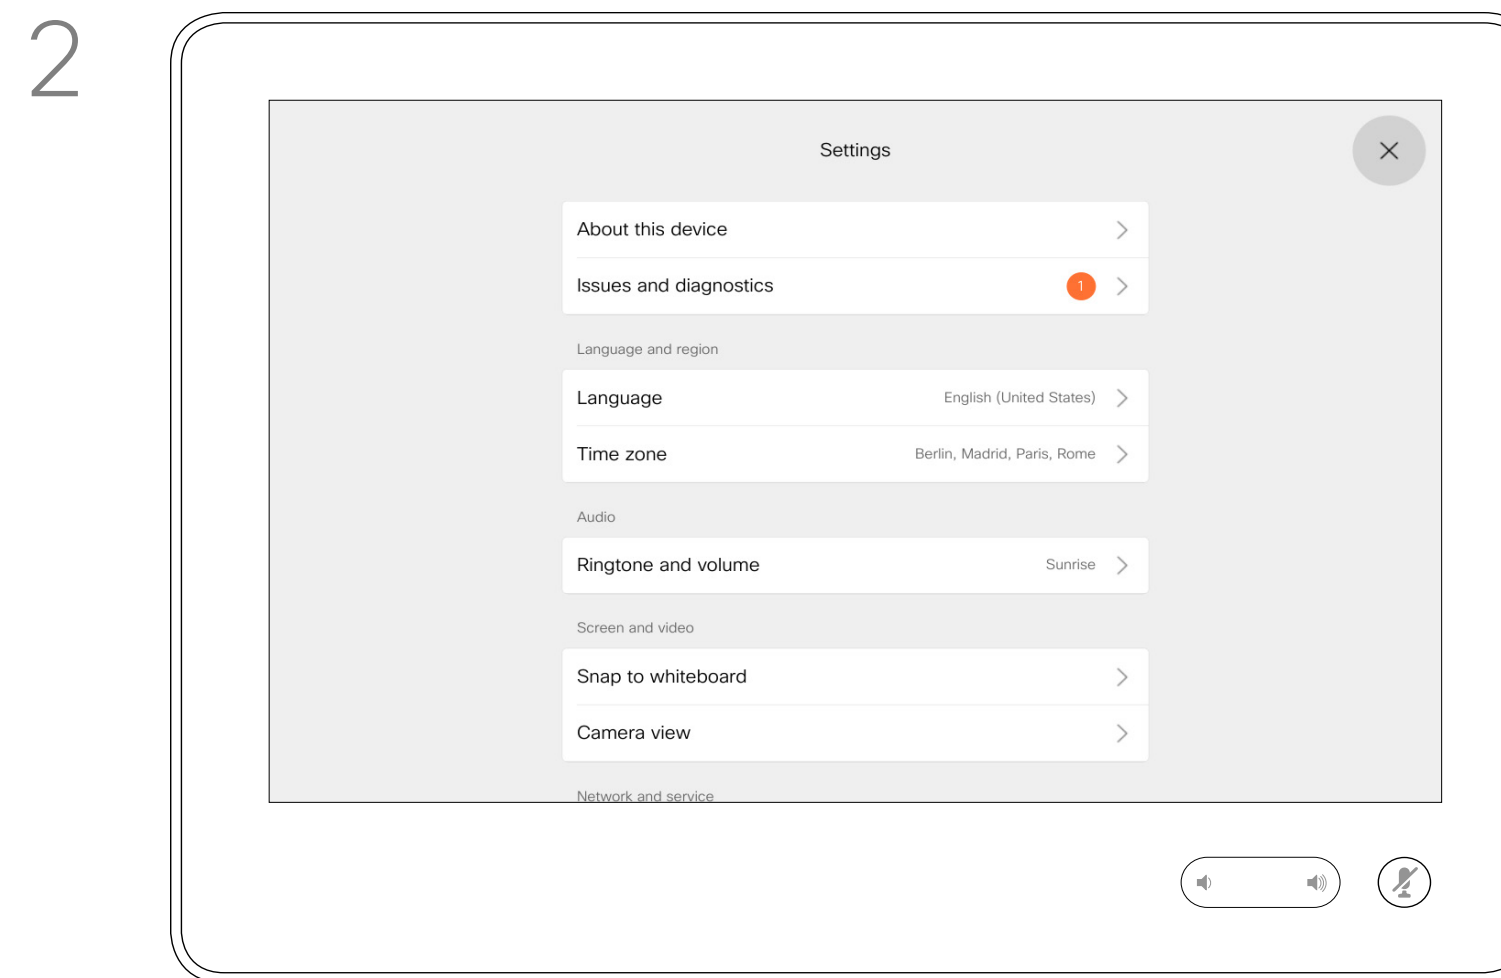 2
Settings
About this device
Issues and diagnostics 1
Language and region
Language English (United States)
Time zone Berlin, Madrid, Paris, Rome
Audio
Ringtone and volume Sunrise
Screen and video
Snap to whiteboard
Camera view
Network and service